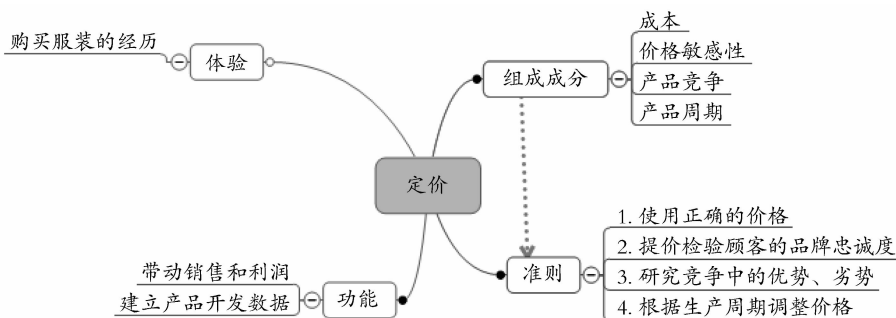 购买服装的经历
体验
定价
组成成分
成本
价格敏感性
产品竞争
产品周期
准则
1. 使用正确的价格
2. 提价检验顾客的品牌忠诚度
3. 研究竞争中的优势、劣势
4. 根据生产周期调整价格
功能
带动销售和利润
建立产品开发数据